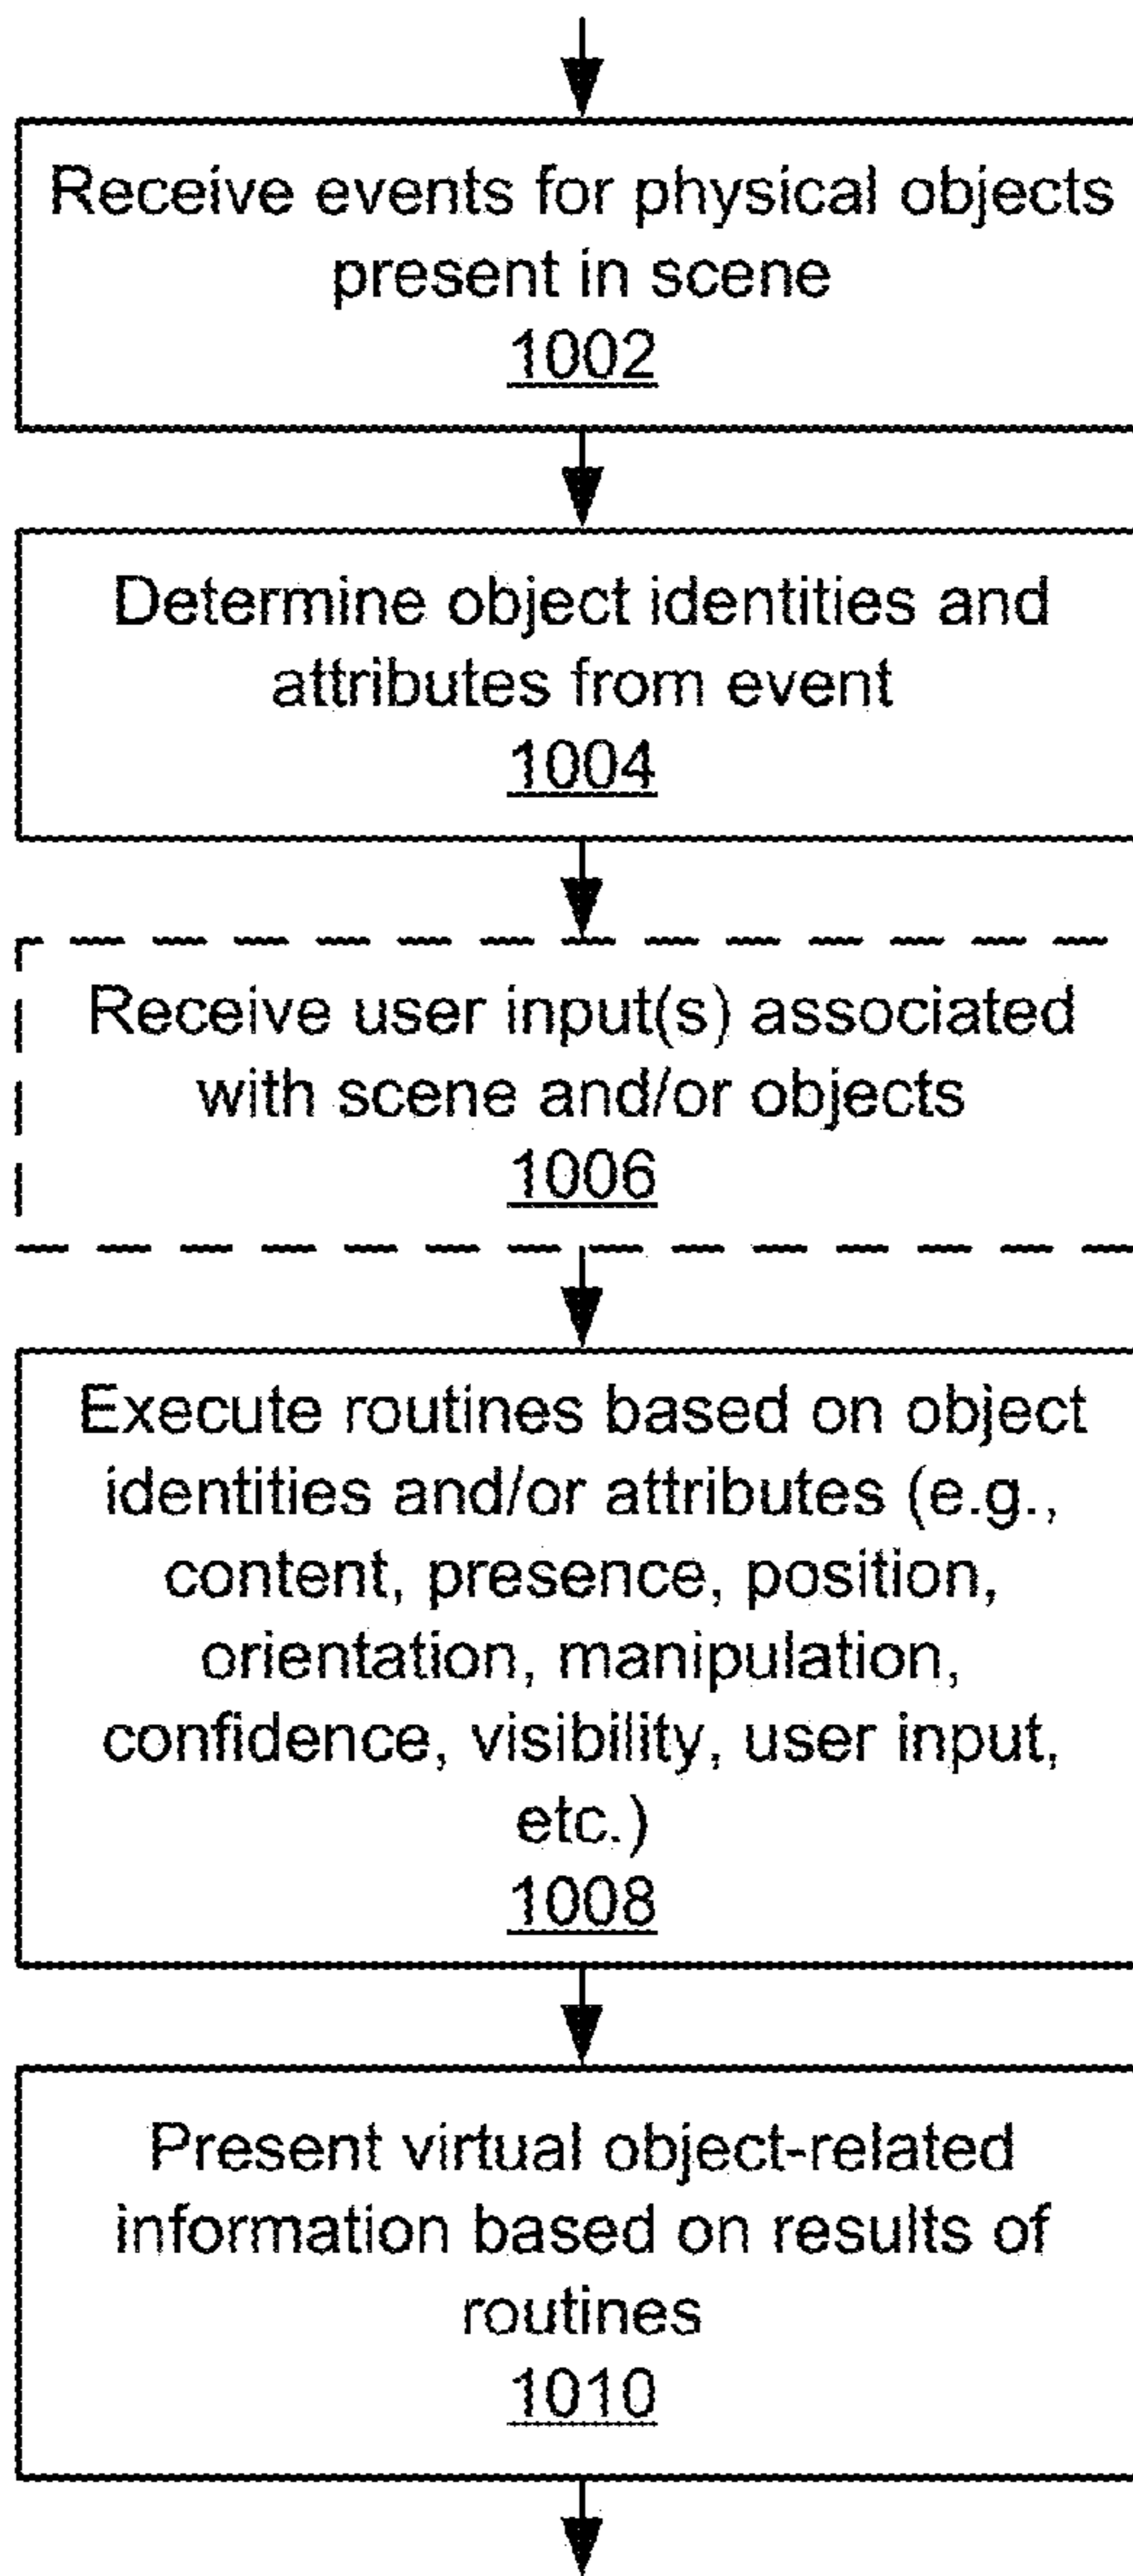 Receive events for physical objects
present in scene
1002
Determine object identities and
attributes from event
1004
Receive user input(s) associated
with scene and/or objects
1006
Execute routines based on object
identities and/or attributes (e.g.,
content, presence, position,
orientation, manipulation,
confidence, visibility, user input,
etc.)
1008
Present virtual object-related
information based on results of
routines
1010